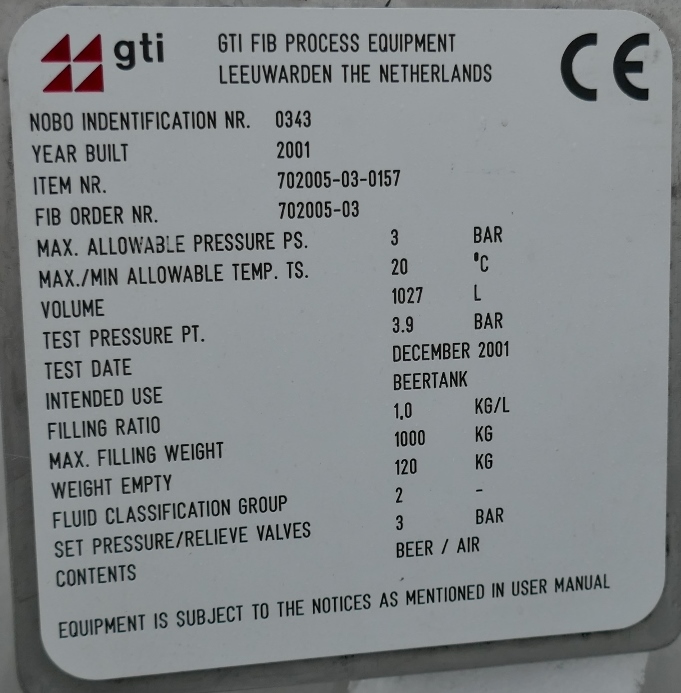 gti
GTI FIB PROCESS EQUIPMENT
LEEUWARDEN THE NETHERLANDS
CE
NOBO INDENTIFICATION NR. 0343
YEAR BUILT 2001
ITEM NR. 702005-03-0157
FIB ORDER NR. 702005-03
MAX. ALLOWABLE PRESSURE PS. 3 BAR
MAX./MIN ALLOWABLE TEMP. TS. 20 °C
VOLUME 1027 L
TEST PRESSURE PT. 3.9 BAR
TEST DATE DECEMBER 2001
INTENDED USE BEERTANK
FILLING RATIO 1.0 KG/L
MAX. FILLING WEIGHT 1000 KG
WEIGHT EMPTY 120 KG
FLUID CLASSIFICATION GROUP 2 -
SET PRESSURE/RELIEVE VALVES 3 BAR
CONTENTS BEER / AIR
EQUIPMENT IS SUBJECT TO THE NOTICES AS MENTIONED IN USER MANUAL